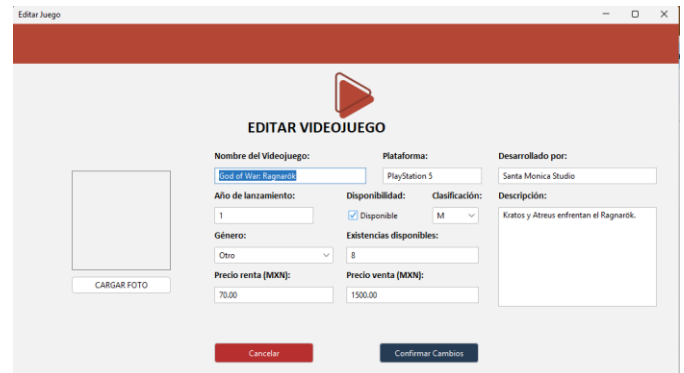 Editar Juego
EDITAR VIDEOJUEGO
Nombre del Videojuego: Plataforma: Desarrollado por:
God of War: Ragnarök PlayStation 5 Santa Monica Studio
Año de lanzamiento: Disponibilidad: Clasificación: Descripción:
1 Disponible M Kratos y Atreus enfrentan el Ragnarök.
Género: Existencias disponibles:
Otro 8
Precio renta (MXN): Precio venta (MXN):
CARGAR FOTO
70.00 1500.00
Cancelar Confirmar Cambios